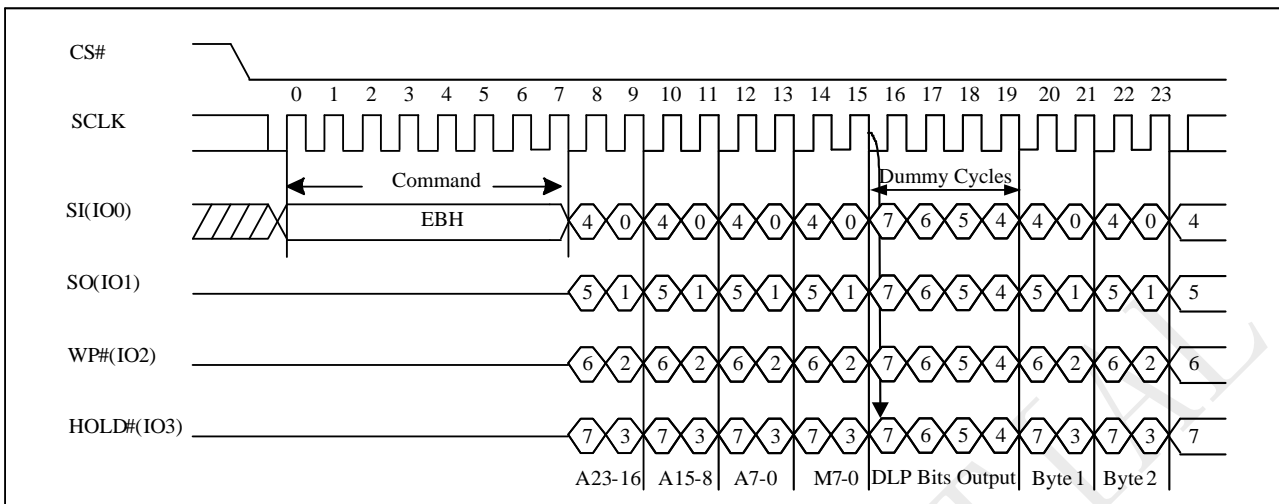 CS#
0 1 2 3 4 5 6 7 8 9 10 11 12 13 14 15 16 17 18 19 20 21 22 23
SCLK
Command
Dummy Cycles
SI(IO0)
EBH
4 0 4 0 4 0 4 0 7 6 5 4 4 0 4 0 4
SO(IO1)
5 1 5 1 5 1 5 1 7 6 5 4 5 1 5 1 5
WP#(IO2)
6 2 6 2 6 2 6 2 7 6 5 4 6 2 6 2 6
HOLD#(IO3)
7 3 7 3 7 3 7 3 7 6 5 4 7 3 7 3 7
A23-16 A15-8 A7-0 M7-0 DLP Bits Output Byte 1 Byte 2